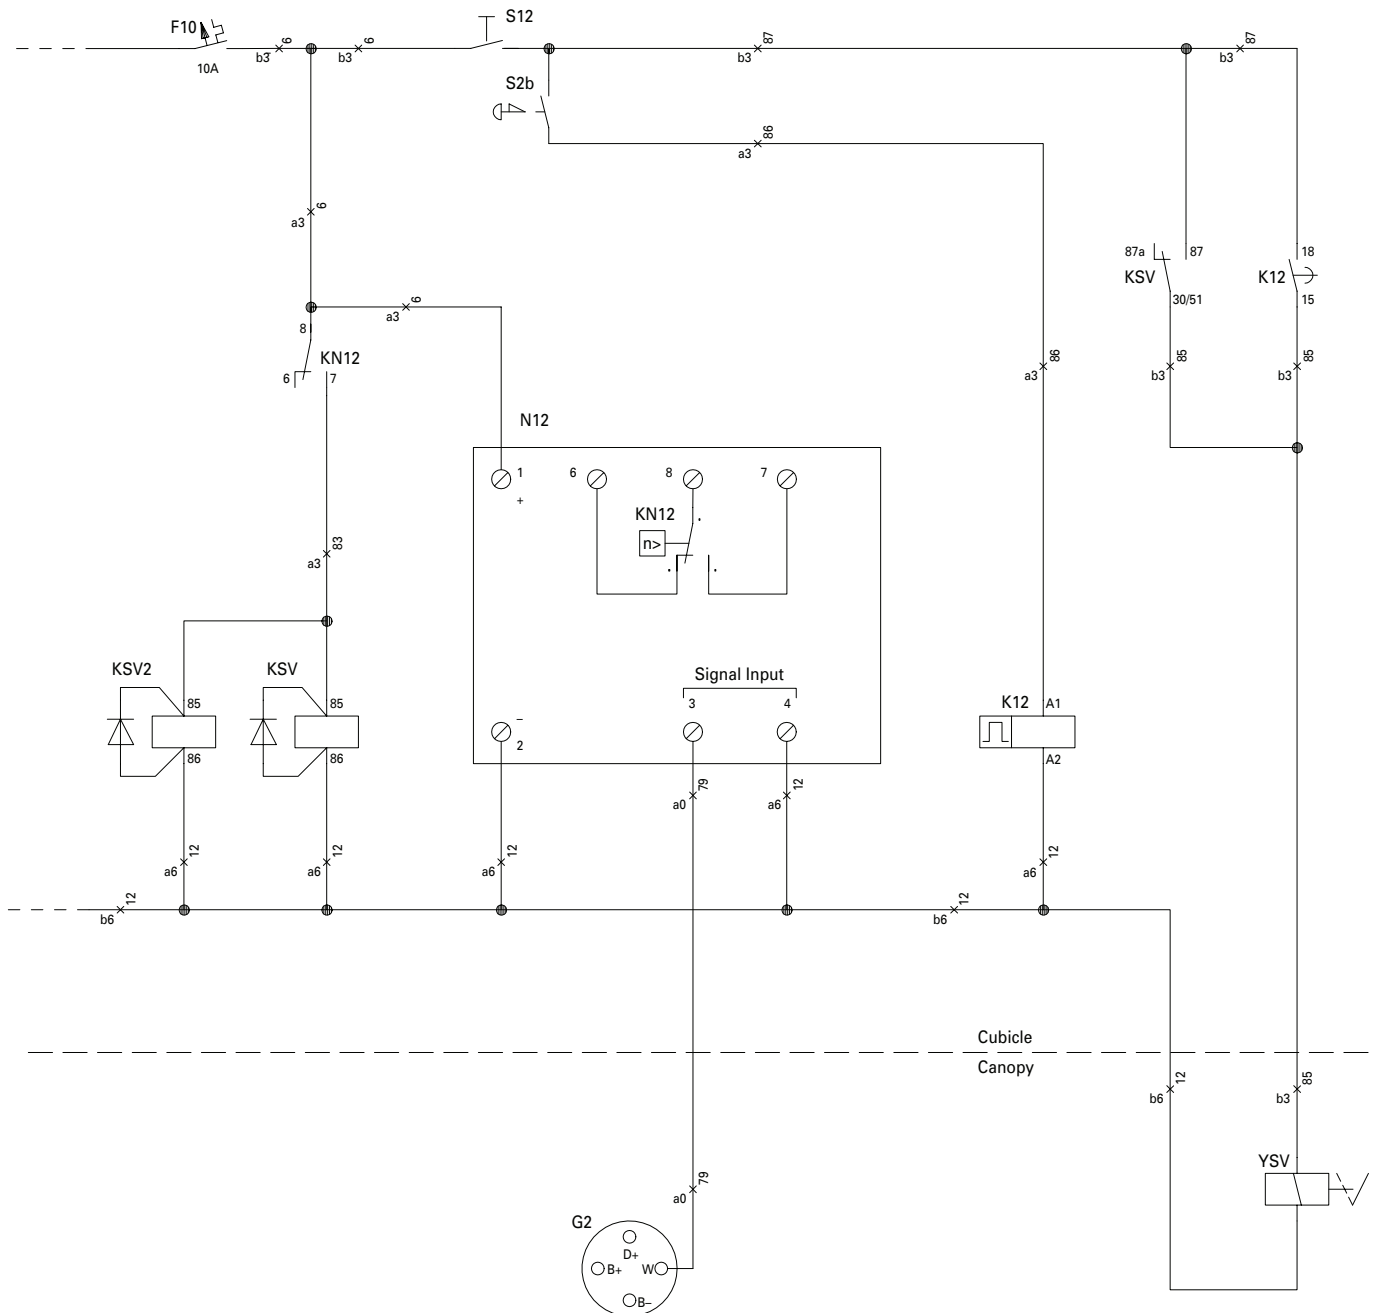 F10
S12
6
6
87
87
b3
b3
b3
b3
10A
S2b
86
a3
6
a3
87a
87
18
KSV
K12
6
30/51
15
a3
8
KN12
6
7
86
85
85
a3
b3
b3
N12
1
6
8
7
+
KN12
n>
83
a3
KSV2
KSV
Signal Input
85
85
3
4
K12
A1
–
2
86
86
A2
79
12
a0
a6
12
12
12
12
a6
a6
a6
a6
12
12
b6
b6
Cubicle
Canopy
12
85
b6
b3
YSV
79
a0
G2
D+
B+
W
B–